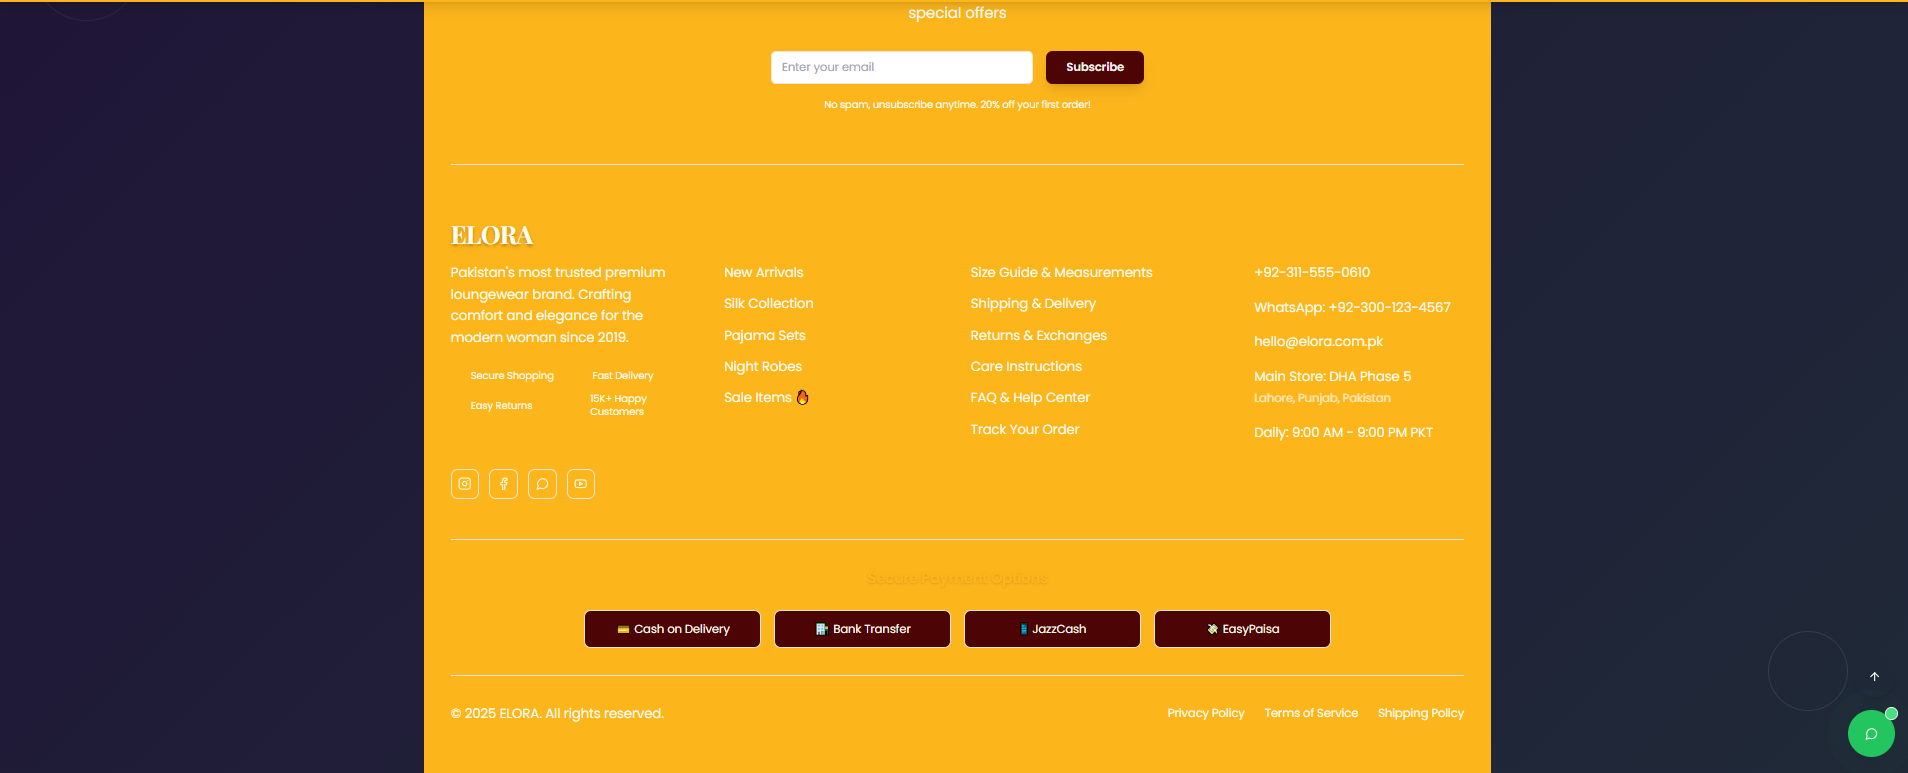 special offers
Enter your email
Subscribe
No spam, unsubscribe anytime. 20% off your first order!
ELORA
Pakistan's most trusted premium
loungewear brand. Crafting
comfort and elegance for the
modern woman since 2019.
Secure Shopping
Fast Delivery
Easy Returns
15K+ Happy
Customers
New Arrivals
Silk Collection
Pajama Sets
Night Robes
Sale Items 🔥
Size Guide & Measurements
Shipping & Delivery
Returns & Exchanges
Care Instructions
FAQ & Help Center
Track Your Order
+92-311-555-0610
WhatsApp: +92-300-123-4567
hello@elora.com.pk
Main Store: DHA Phase 5
Lahore, Punjab, Pakistan
Daily: 9:00 AM - 9:00 PM PKT
Secure Payment Options
💳 Cash on Delivery
🏦 Bank Transfer
📱 JazzCash
💸 EasyPaisa
© 2025 ELORA. All rights reserved.
Privacy Policy
Terms of Service
Shipping Policy